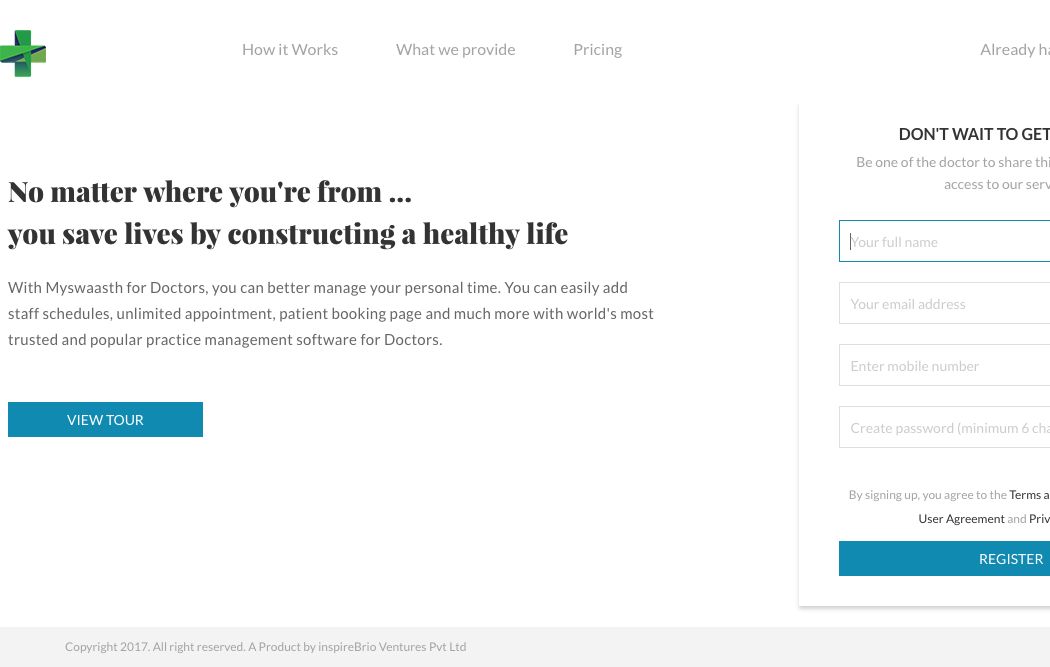 How it Works
What we provide
Pricing
Already
No matter where you're from ...
you save lives by constructing a healthy life
With Myswaasth for Doctors, you can better manage your personal time. You can easily add
staff schedules, unlimited appointment, patient booking page and much more with world's most
trusted and popular practice management software for Doctors.
VIEW TOUR
DON'T WAIT TO GET
Be one of the doctor to share
access to our
Your full name
Your email address
Enter mobile number
Create password (minimum 6
By signing up, you agree to the Terms
User Agreement and
REGISTER
Copyright 2017. All right reserved. A Product by inspireBrio Ventures Pvt Ltd